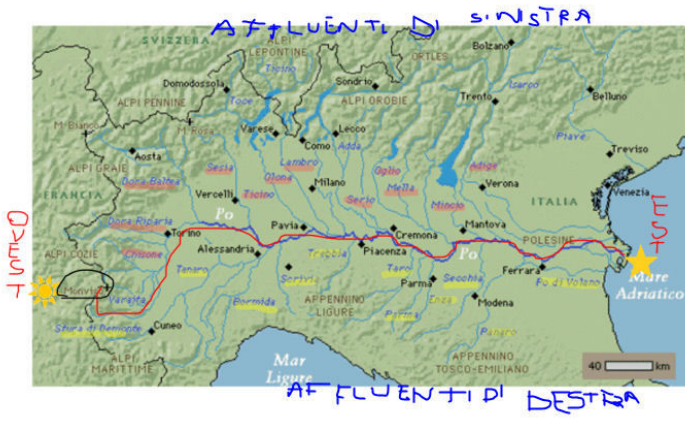 AFFLUENTI DI SINISTRA
SVIZZERA
ALPI LEPONTINE
ORTLES
Bolzano
Ticino
Domodossola
Sondrio
Isarco
Toce
ALPI PENNINE
ALPI OROBIE
Trento
Belluno
M.Bianco
M.Rosa
Varese
Lecco
Como
Adda
Piave
Treviso
Aosta
ALPI GRAIE
Sesia
Lambro
Oglio
Adige
Dora Baltea
Olona
Milano
Mella
Verona
Venezia
FRANCIA
Vercelli
Ticino
Serio
Mincio
ITALIA
OVEST
EST
Dora Riparia
Po
Torino
Pavia
Cremona
Mantova
POLESINE
ALPI COZIE
Chisone
Alessandria
Trebbia
Piacenza
Po
Tanaro
Taro
Secchia
Ferrara
Po di Volano
Monviso
Scrivia
Parma
Mare Adriatico
Varaita
Bormida
APPENNINO LIGURE
Enza
Modena
Stura di Demonte
Cuneo
Parma
Panaro
ALPI MARITTIME
Mar Ligure
APPENNINO TOSCO-EMILIANO
40 km
AFFLUENTI DI DESTRA